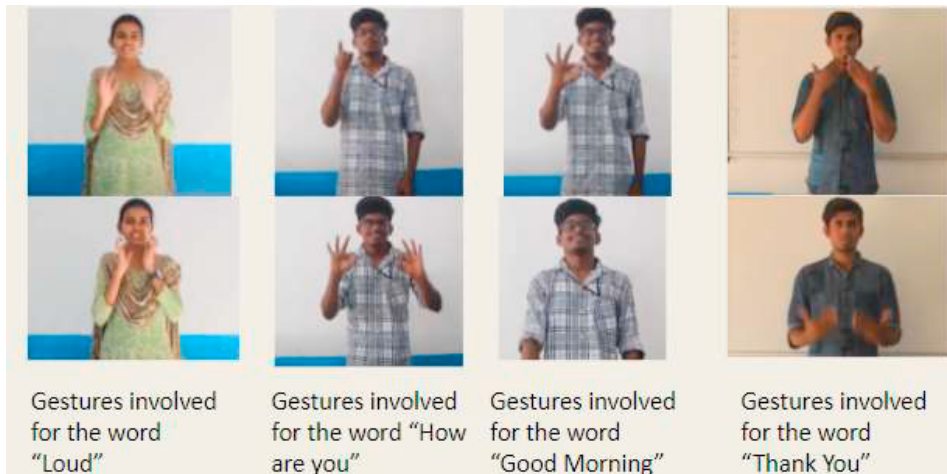 Gestures involved
for the word
“Loud”
Gestures involved
for the word “How
are you”
Gestures involved
for the word
“Good Morning”
Gestures involved
for the word
“Thank You”